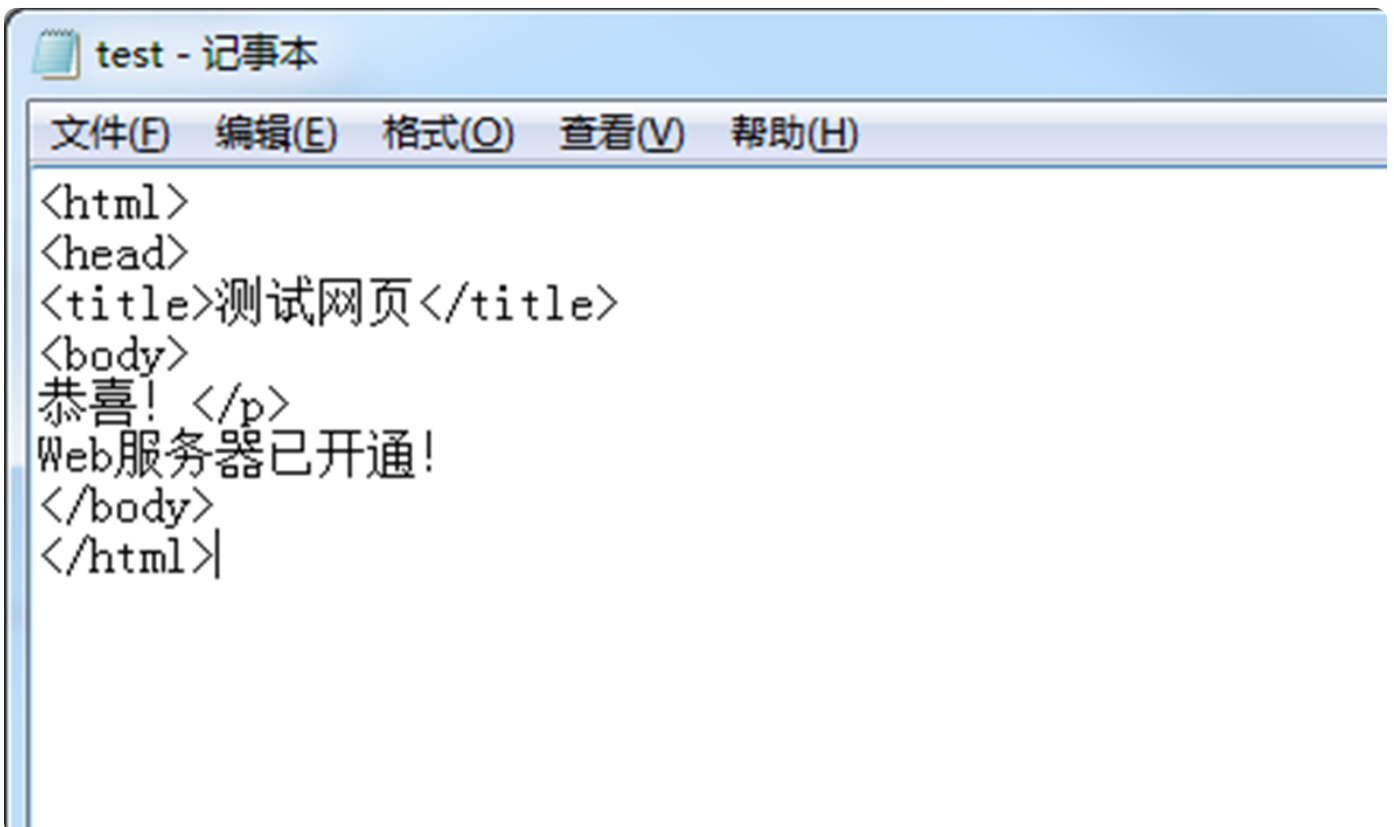 test - 记事本
文件(F) 编辑(E) 格式(O) 查看(V) 帮助(H)
<html>
<head>
<title>测试网页</title>
<body>
恭喜! </p>
Web服务器已开通!
</body>
</html>